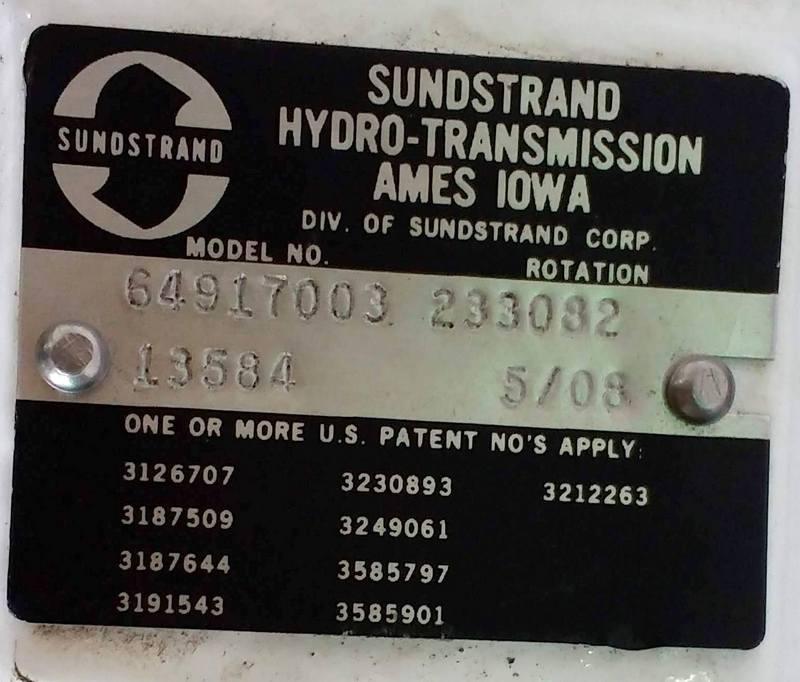 SUNDSTRAND
SUNDSTRAND
HYDRO-TRANSMISSION
AMES IOWA
DIV. OF SUNDSTRAND CORP.
MODEL NO. ROTATION
64917003 233082
13584 5/08
ONE OR MORE U.S. PATENT NO'S APPLY:
3126707 3230893 3212263
3187509 3249061
3187644 3585797
3191543 3585901